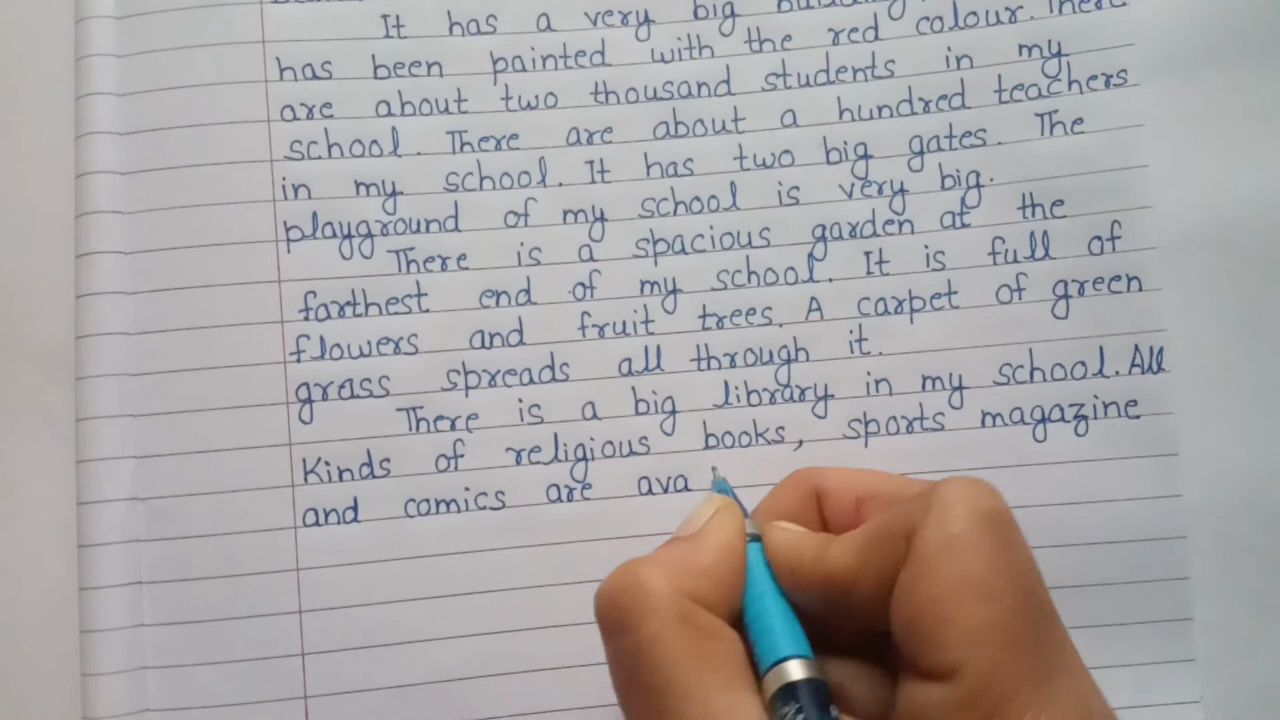 It has a very big building
has been painted with the red colour. There
are about two thousand students in my
school. There are about a hundred teachers
in my school. It has two big gates. The
playground of my school is very big.
There is a spacious garden at the
farthest end of my school. It is full of
flowers and fruit trees. A carpet of green
grass spreads all through it.
There is a big library in my school. All
Kinds of religious books, sports magazine
and comics are ava